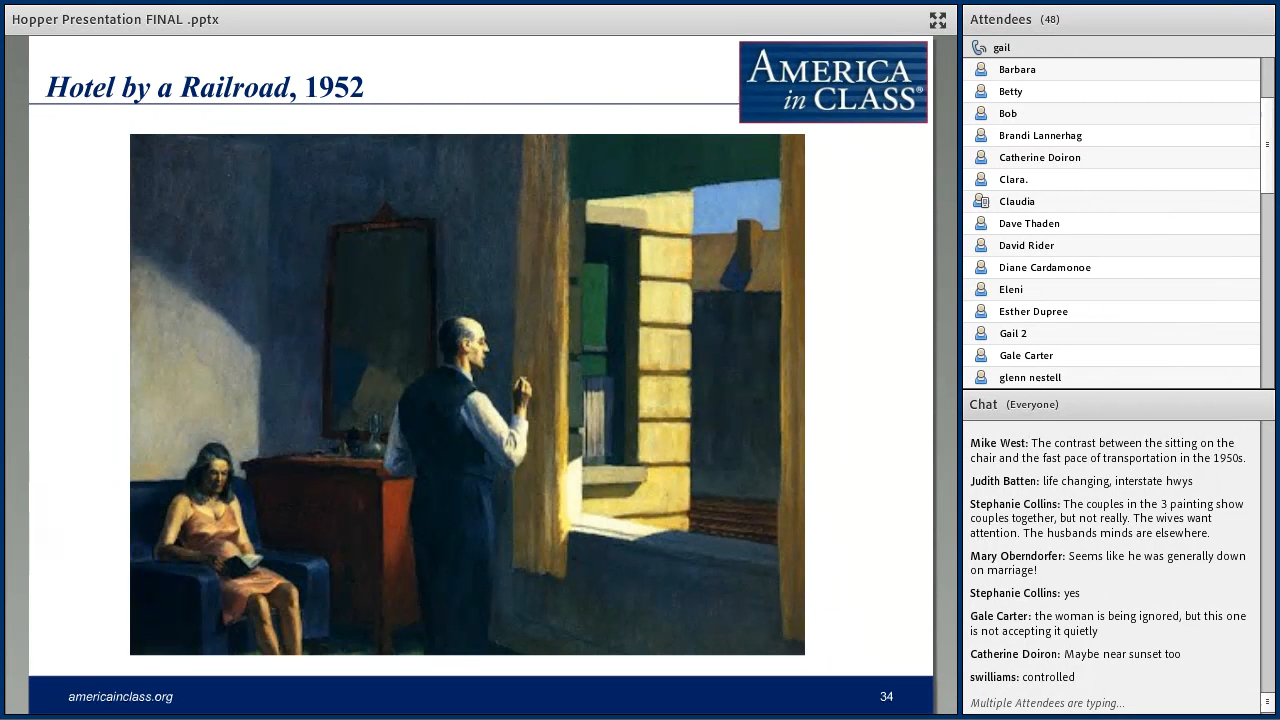 Hopper Presentation FINAL .pptx
Hotel by a Railroad, 1952
AMERICA
in CLASS®
americainclass.org
34
Attendees (48)
gail
Barbara
Betty
Bob
Brandi Lannerhag
Catherine Doiron
Clara.
Claudia
Dave Thaden
David Rider
Diane Cardamonoe
Eleni
Esther Dupree
Gail 2
Gale Carter
glenn nestell
Chat (Everyone)
Mike West: The contrast between the sitting on the
chair and the fast pace of transportation in the 1950s.
Judith Batten: life changing, interstate hwys
Stephanie Collins: The couples in the 3 painting show
couples together, but not really. The wives want
attention. The husbands minds are elsewhere.
Mary Oberndorfer: Seems like he was generally down
on marriage!
Stephanie Collins: yes
Gale Carter: the woman is being ignored, but this one
is not accepting it quietly
Catherine Doiron: Maybe near sunset too
swilliams: controlled
Multiple Attendees are typing...